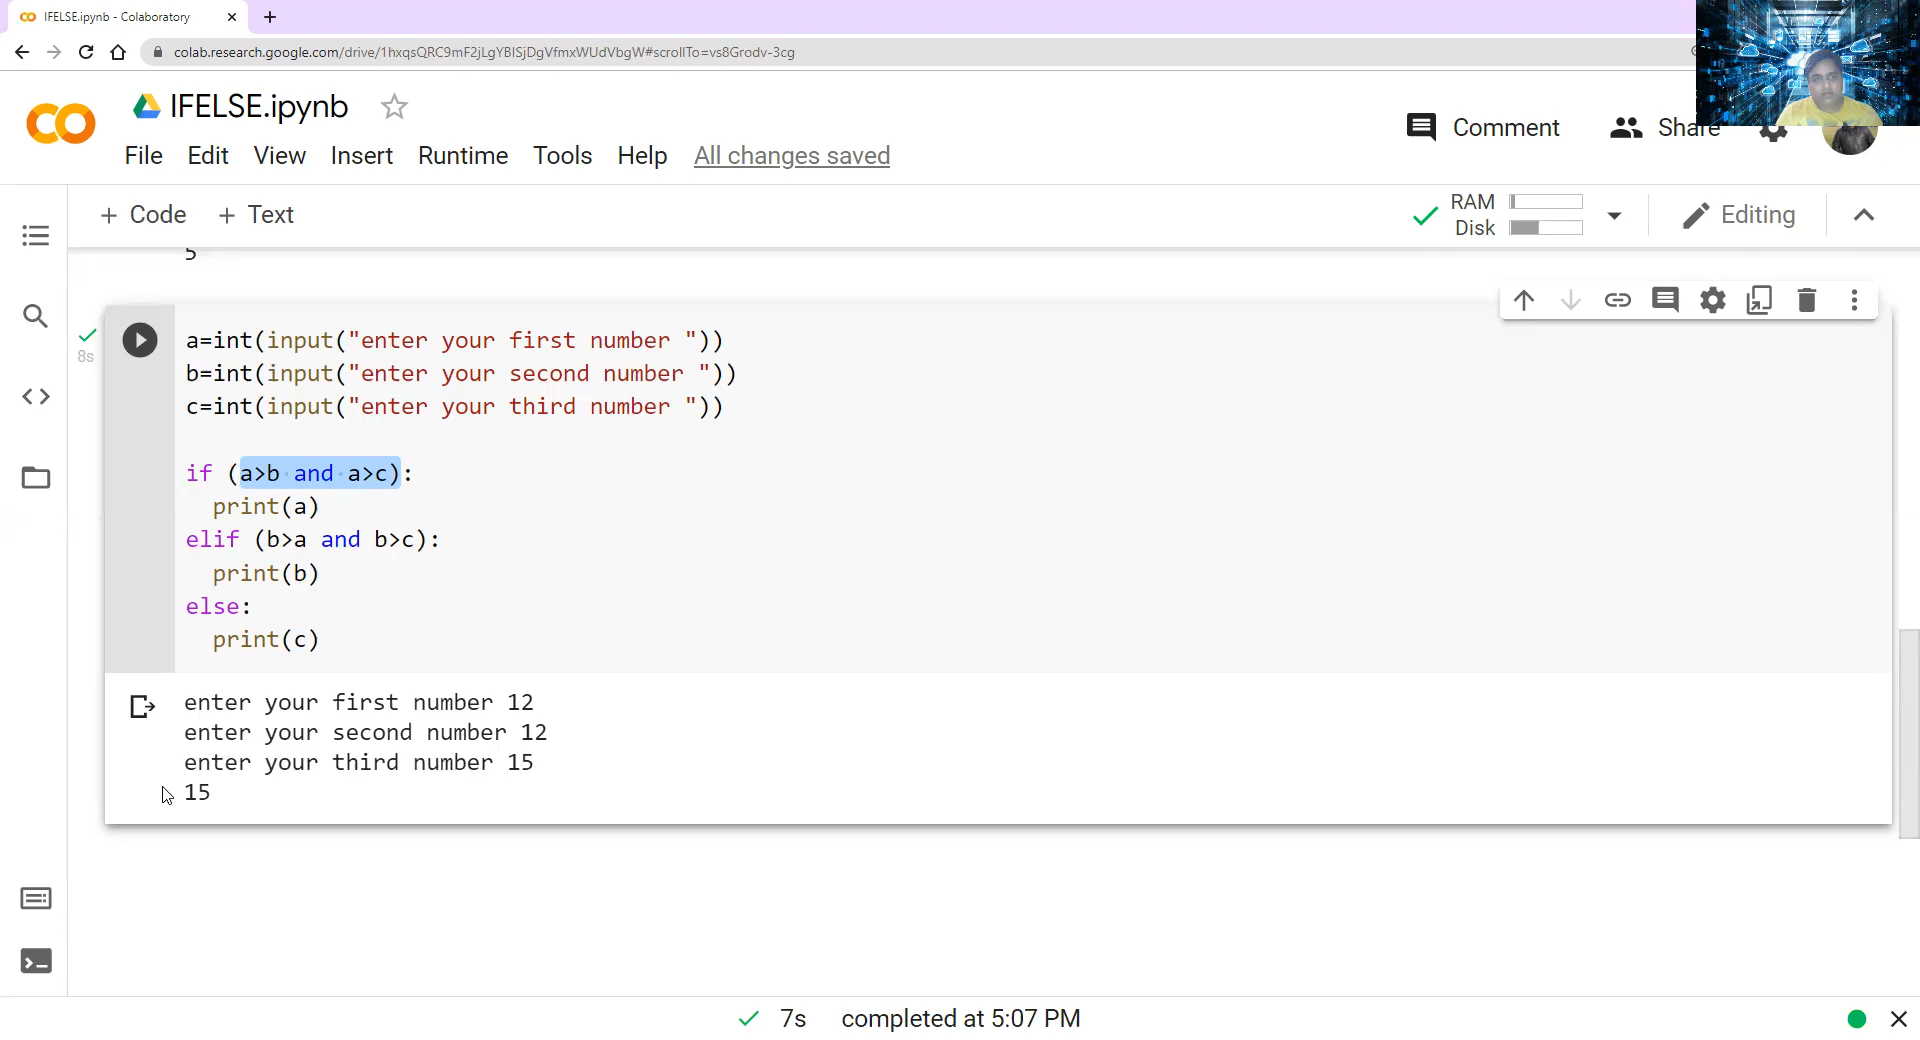 IFELSE.ipynb - Colaboratory
colab.research.google.com/drive/1hxqsQRC9mF2jLgYBISjDgVfmxWUdVbgW#scrollTo=vs8Grodv-3cg
IFELSE.ipynb
Comment Share
File Edit View Insert Runtime Tools Help All changes saved
+ Code + Text
RAM
Disk
Editing
5
8s
a=int(input("enter your first number "))
b=int(input("enter your second number "))
c=int(input("enter your third number "))
if (a>b and a>c):
print(a)
elif (b>a and b>c):
print(b)
else:
print(c)
enter your first number 12
enter your second number 12
enter your third number 15
15
7s completed at 5:07 PM